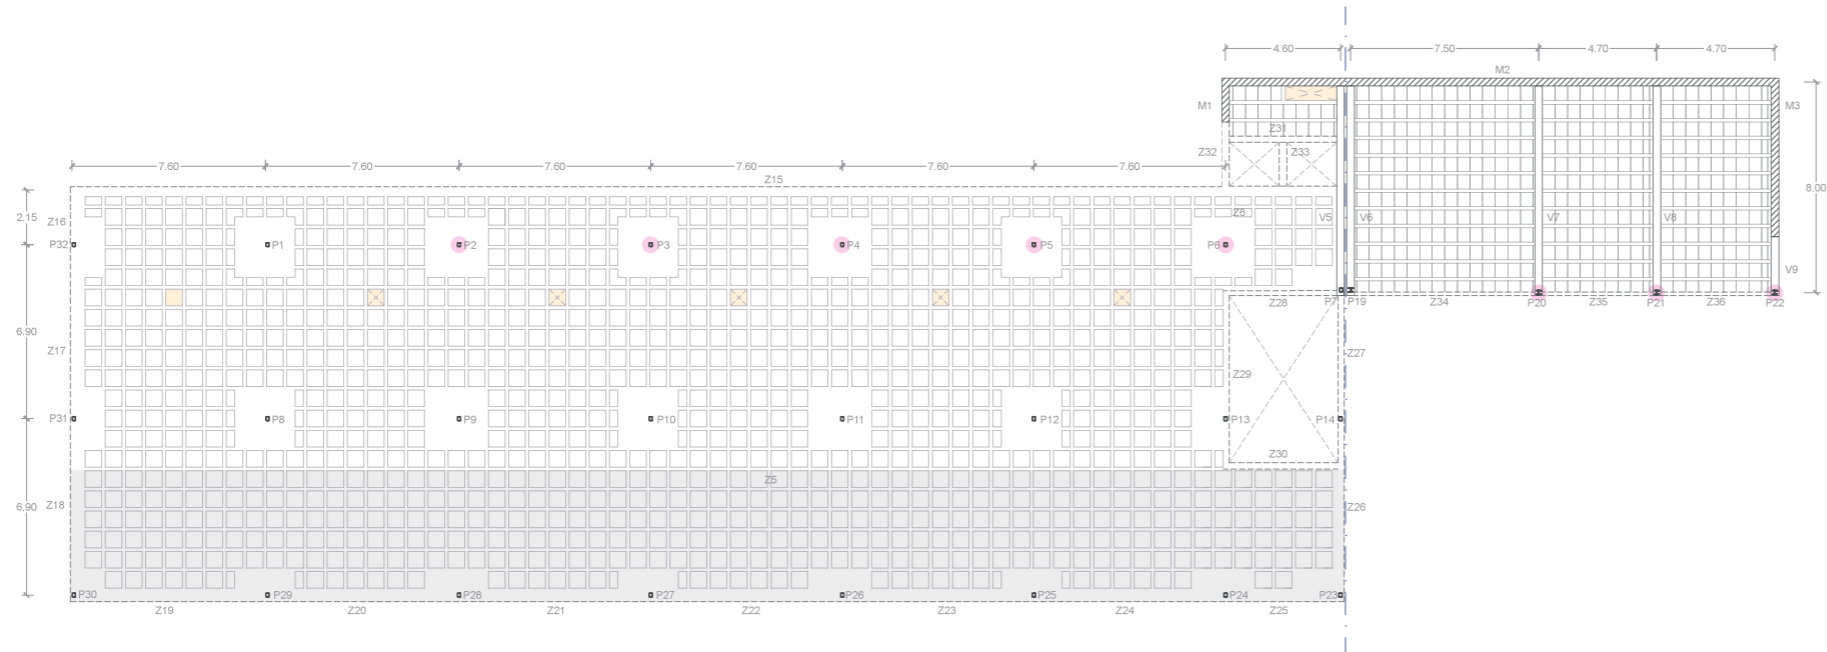 4.60 7.50 4.70 4.70
M2
M1 M3
Z31
7.60 7.60 7.60 7.60 7.60 7.60 Z32 Z33
Z15
8.00
2.15 Z16 Z6 V5 V6 V7 V8
P32 P1 P2 P3 P4 P5 P6
V9
Z28 P7 P19 Z34 P20 Z35 P21 Z36 P22
6.90
Z17 Z27
Z29
P31 P8 P9 P10 P11 P12 P13 P14
Z30
Z5
6.90 Z18 Z26
P30 P29 P28 P27 P26 P25 P24 P23
Z19 Z20 Z21 Z22 Z23 Z24 Z25